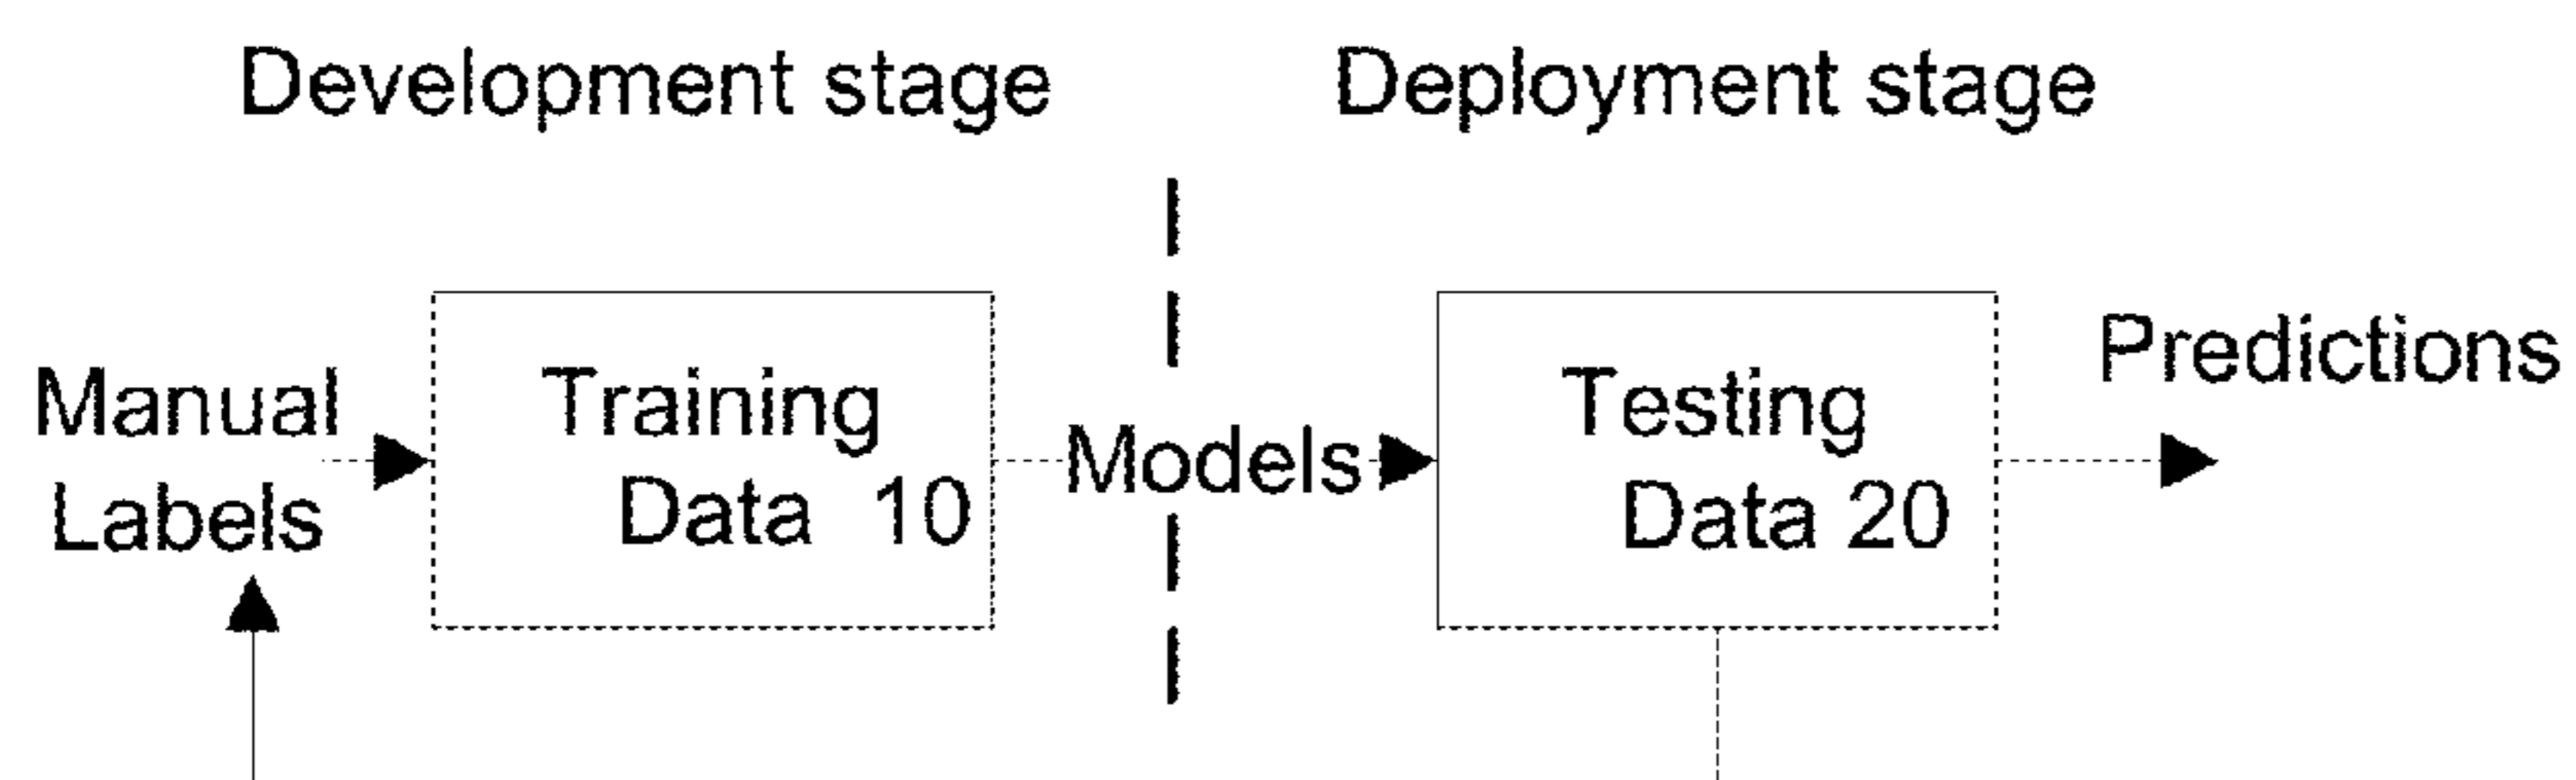 Development stage
Deployment stage
Manual
Labels
Training
Data 10
Models
Testing
Data 20
Predictions